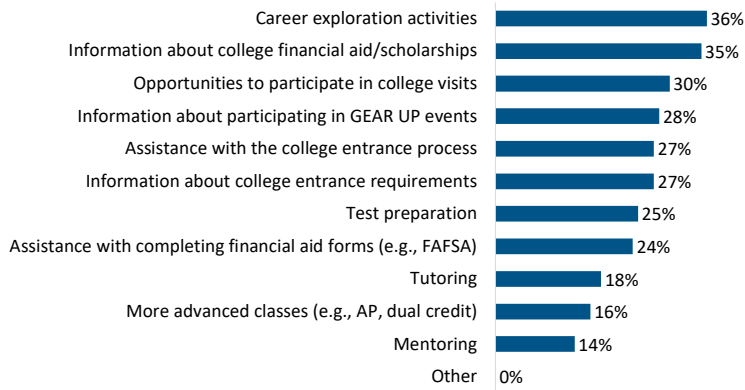 Career exploration activities 36%
Information about college financial aid/scholarships 35%
Opportunities to participate in college visits 30%
Information about participating in GEAR UP events 28%
Assistance with the college entrance process 27%
Information about college entrance requirements 27%
Test preparation 25%
Assistance with completing financial aid forms (e.g., FAFSA) 24%
Tutoring 18%
More advanced classes (e.g., AP, dual credit) 16%
Mentoring 14%
Other 0%